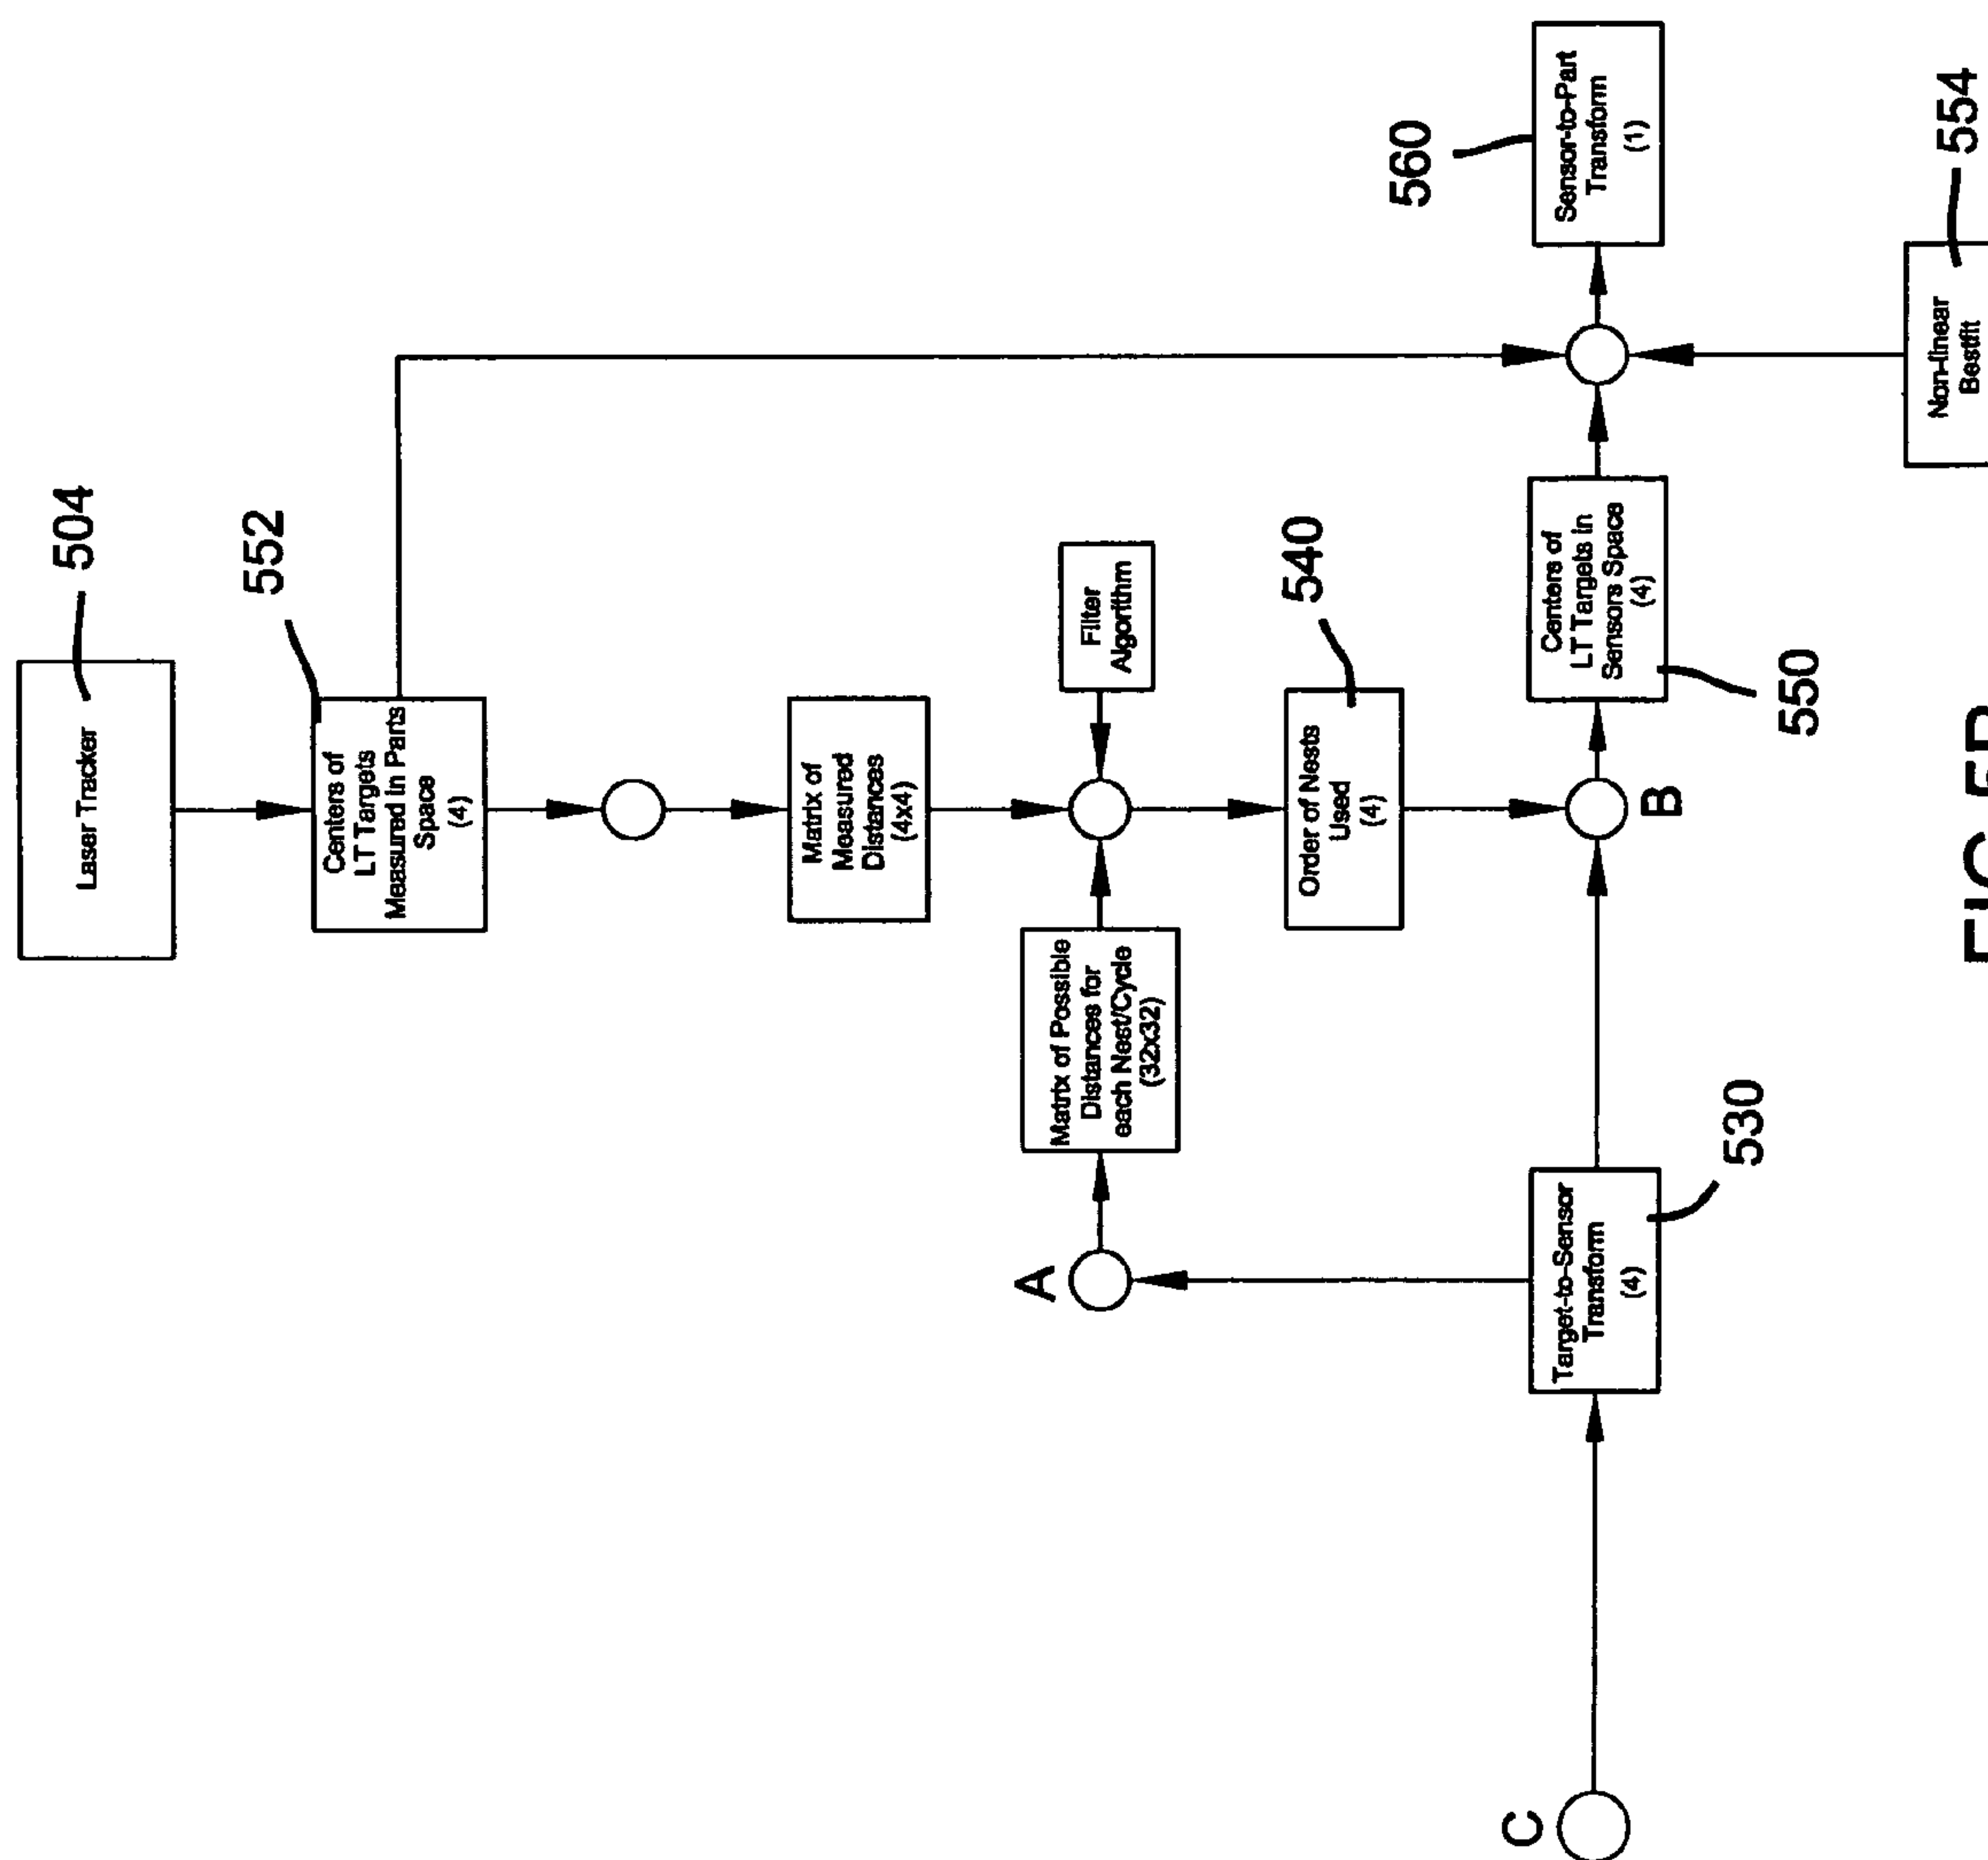 504
Laser Tracker
552
Centers of
LT Targets
Measured in Parts
Space
(4)
Matrix of
Measured
Distances
(4x4)
A
Matrix of Possible
Distances for
each Nest/Cycle
(32x32)
Filter
Algorithm
540
Order of Nests
Used
(4)
560
C
Target-to-Sensor
Transform
(4)
530
B
Centers of
LT Targets in
Sensors Space
(4)
550
Sensor-to-Part
Transform
(1)
554
Non-linear
Bestfit